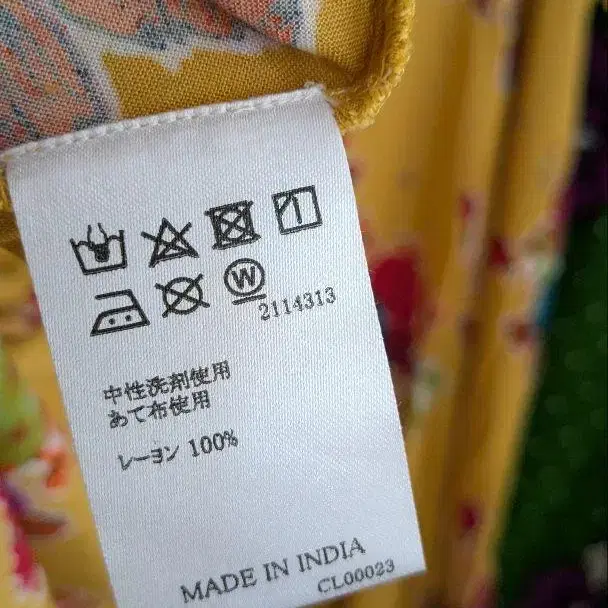 W
2114313
中性洗剤使用
あて布使用
レーヨン 100%
MADE IN INDIA
CL00023